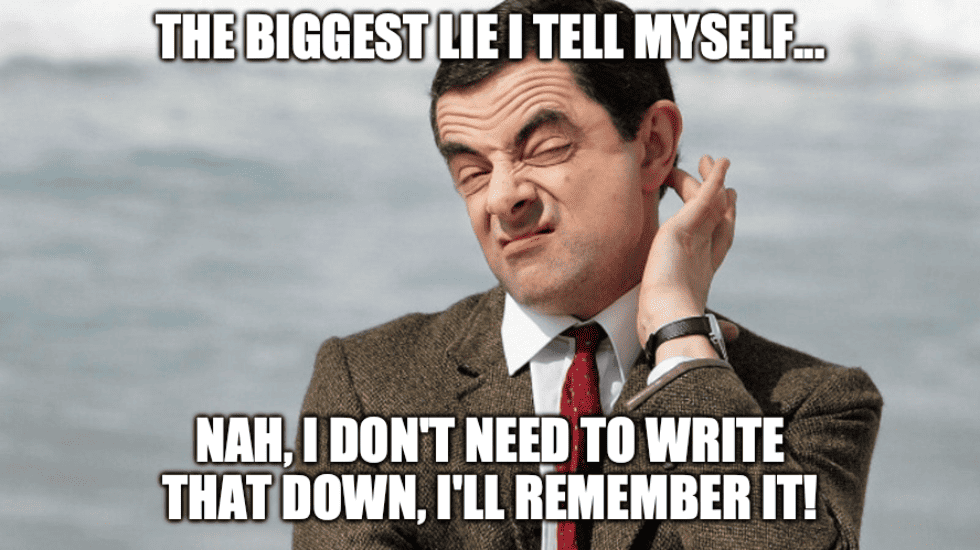 THE BIGGEST LIE I TELL MYSELF...
NAH, I DON'T NEED TO WRITE
THAT DOWN, I'LL REMEMBER IT!